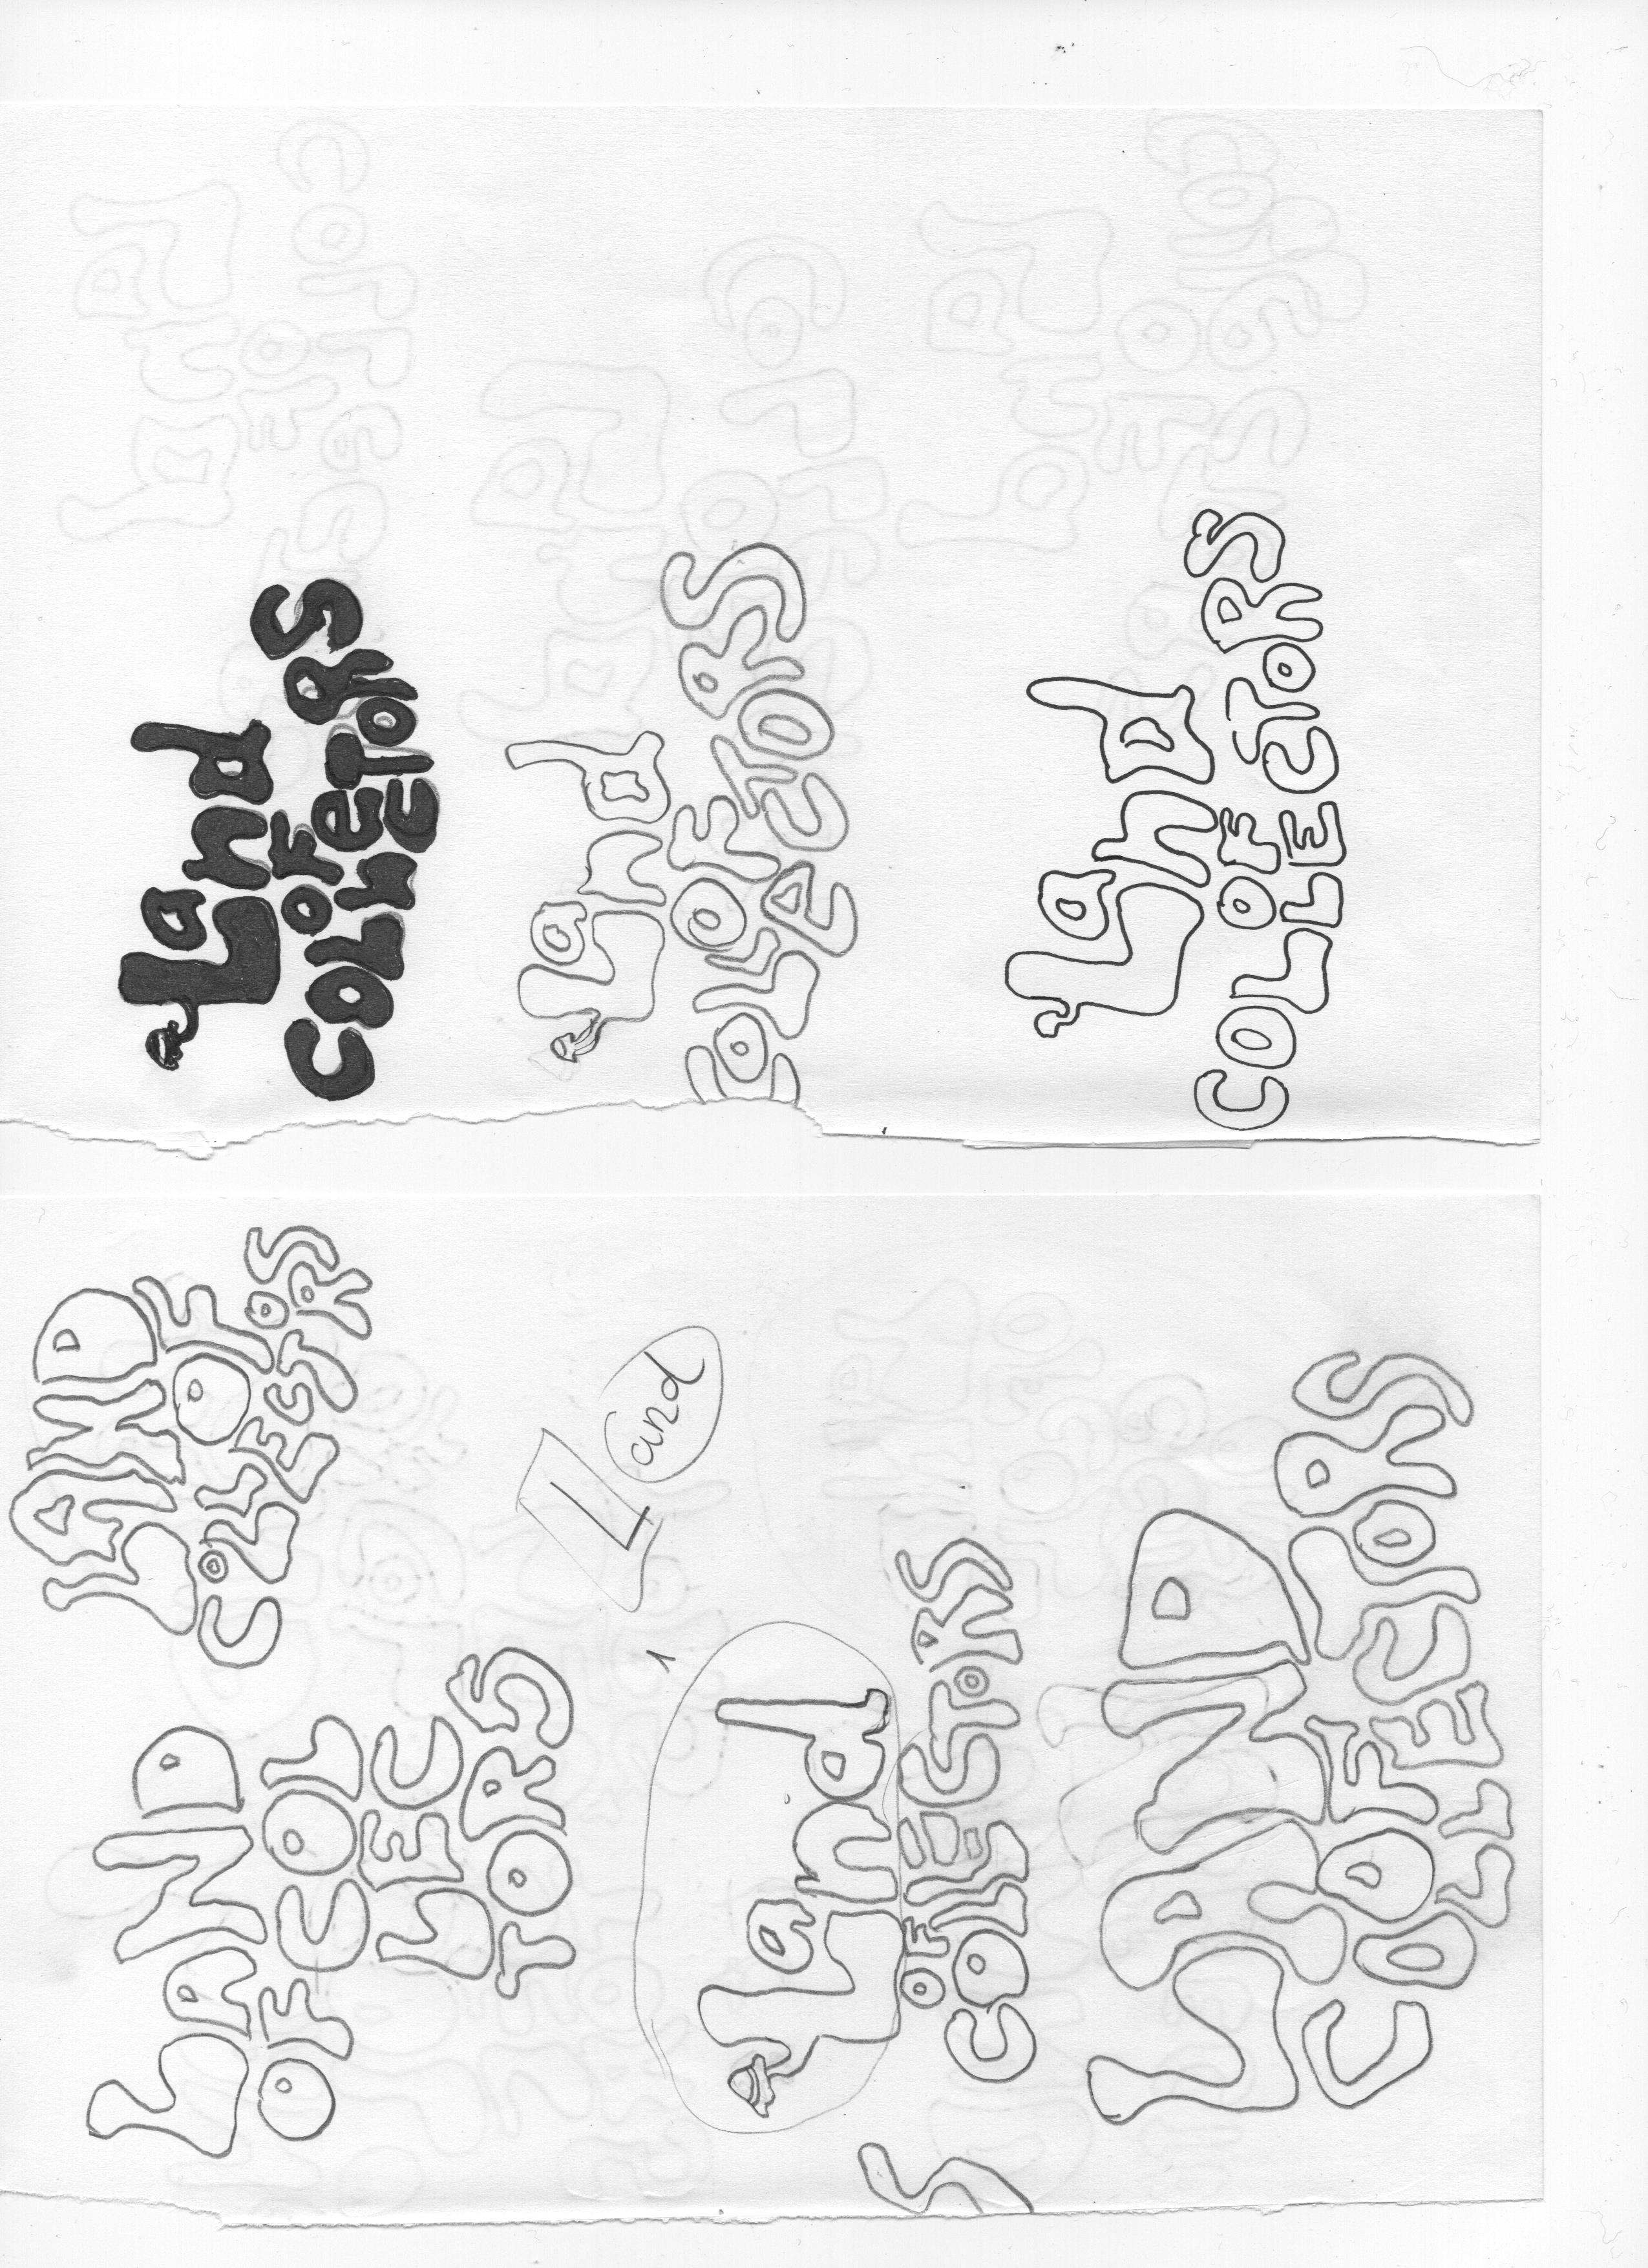 LaND
OF COL
LEC
TORS
LAND
OF
COLLECTORS
L
and
1
Land
OF
COLLECTORS
S
LAND
OF
COLLECTORS
Land
OF
COLLeCTORS
Land
OF
COLLeCTORS
Land
OF
COLLECTORS